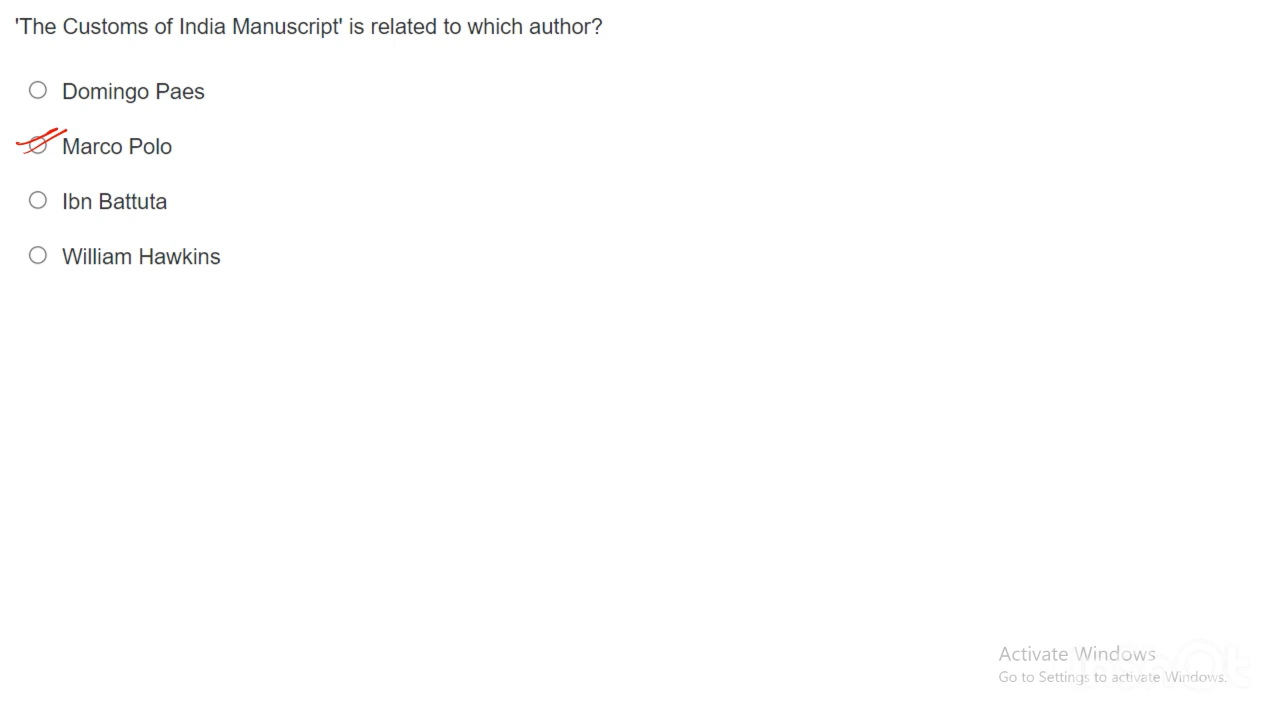 'The Customs of India Manuscript' is related to which author?
Domingo Paes
Marco Polo
Ibn Battuta
William Hawkins
Activate Windows
Go to Settings to activate Windows.